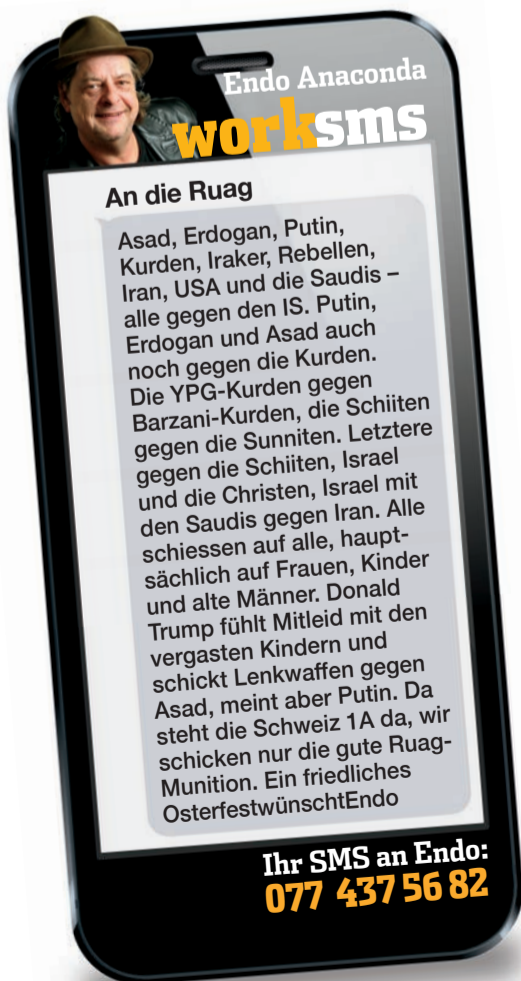 Endo Anaconda
worksms
An die Ruag
Asad, Erdogan, Putin,
Kurden, Iraker, Rebellen,
Iran, USA und die Saudis –
alle gegen den IS. Putin,
Erdogan und Asad auch
noch gegen die Kurden.
Die YPG-Kurden gegen
Barzani-Kurden, die Schiiten
gegen die Sunniten. Letztere
gegen die Schiiten, Israel
und die Christen, Israel mit
den Saudis gegen Iran. Alle
schiessen auf alle, haupt-
sächlich auf Frauen, Kinder
und alte Männer. Donald
Trump fühlt Mitleid mit den
vergasten Kindern und
schickt Lenkwaffen gegen
Asad, meint aber Putin. Da
steht die Schweiz 1A da, wir
schicken nur die gute Ruag-
Munition. Ein friedliches
OsterfestwünschtEndo
Ihr SMS an Endo:
077 437 56 82